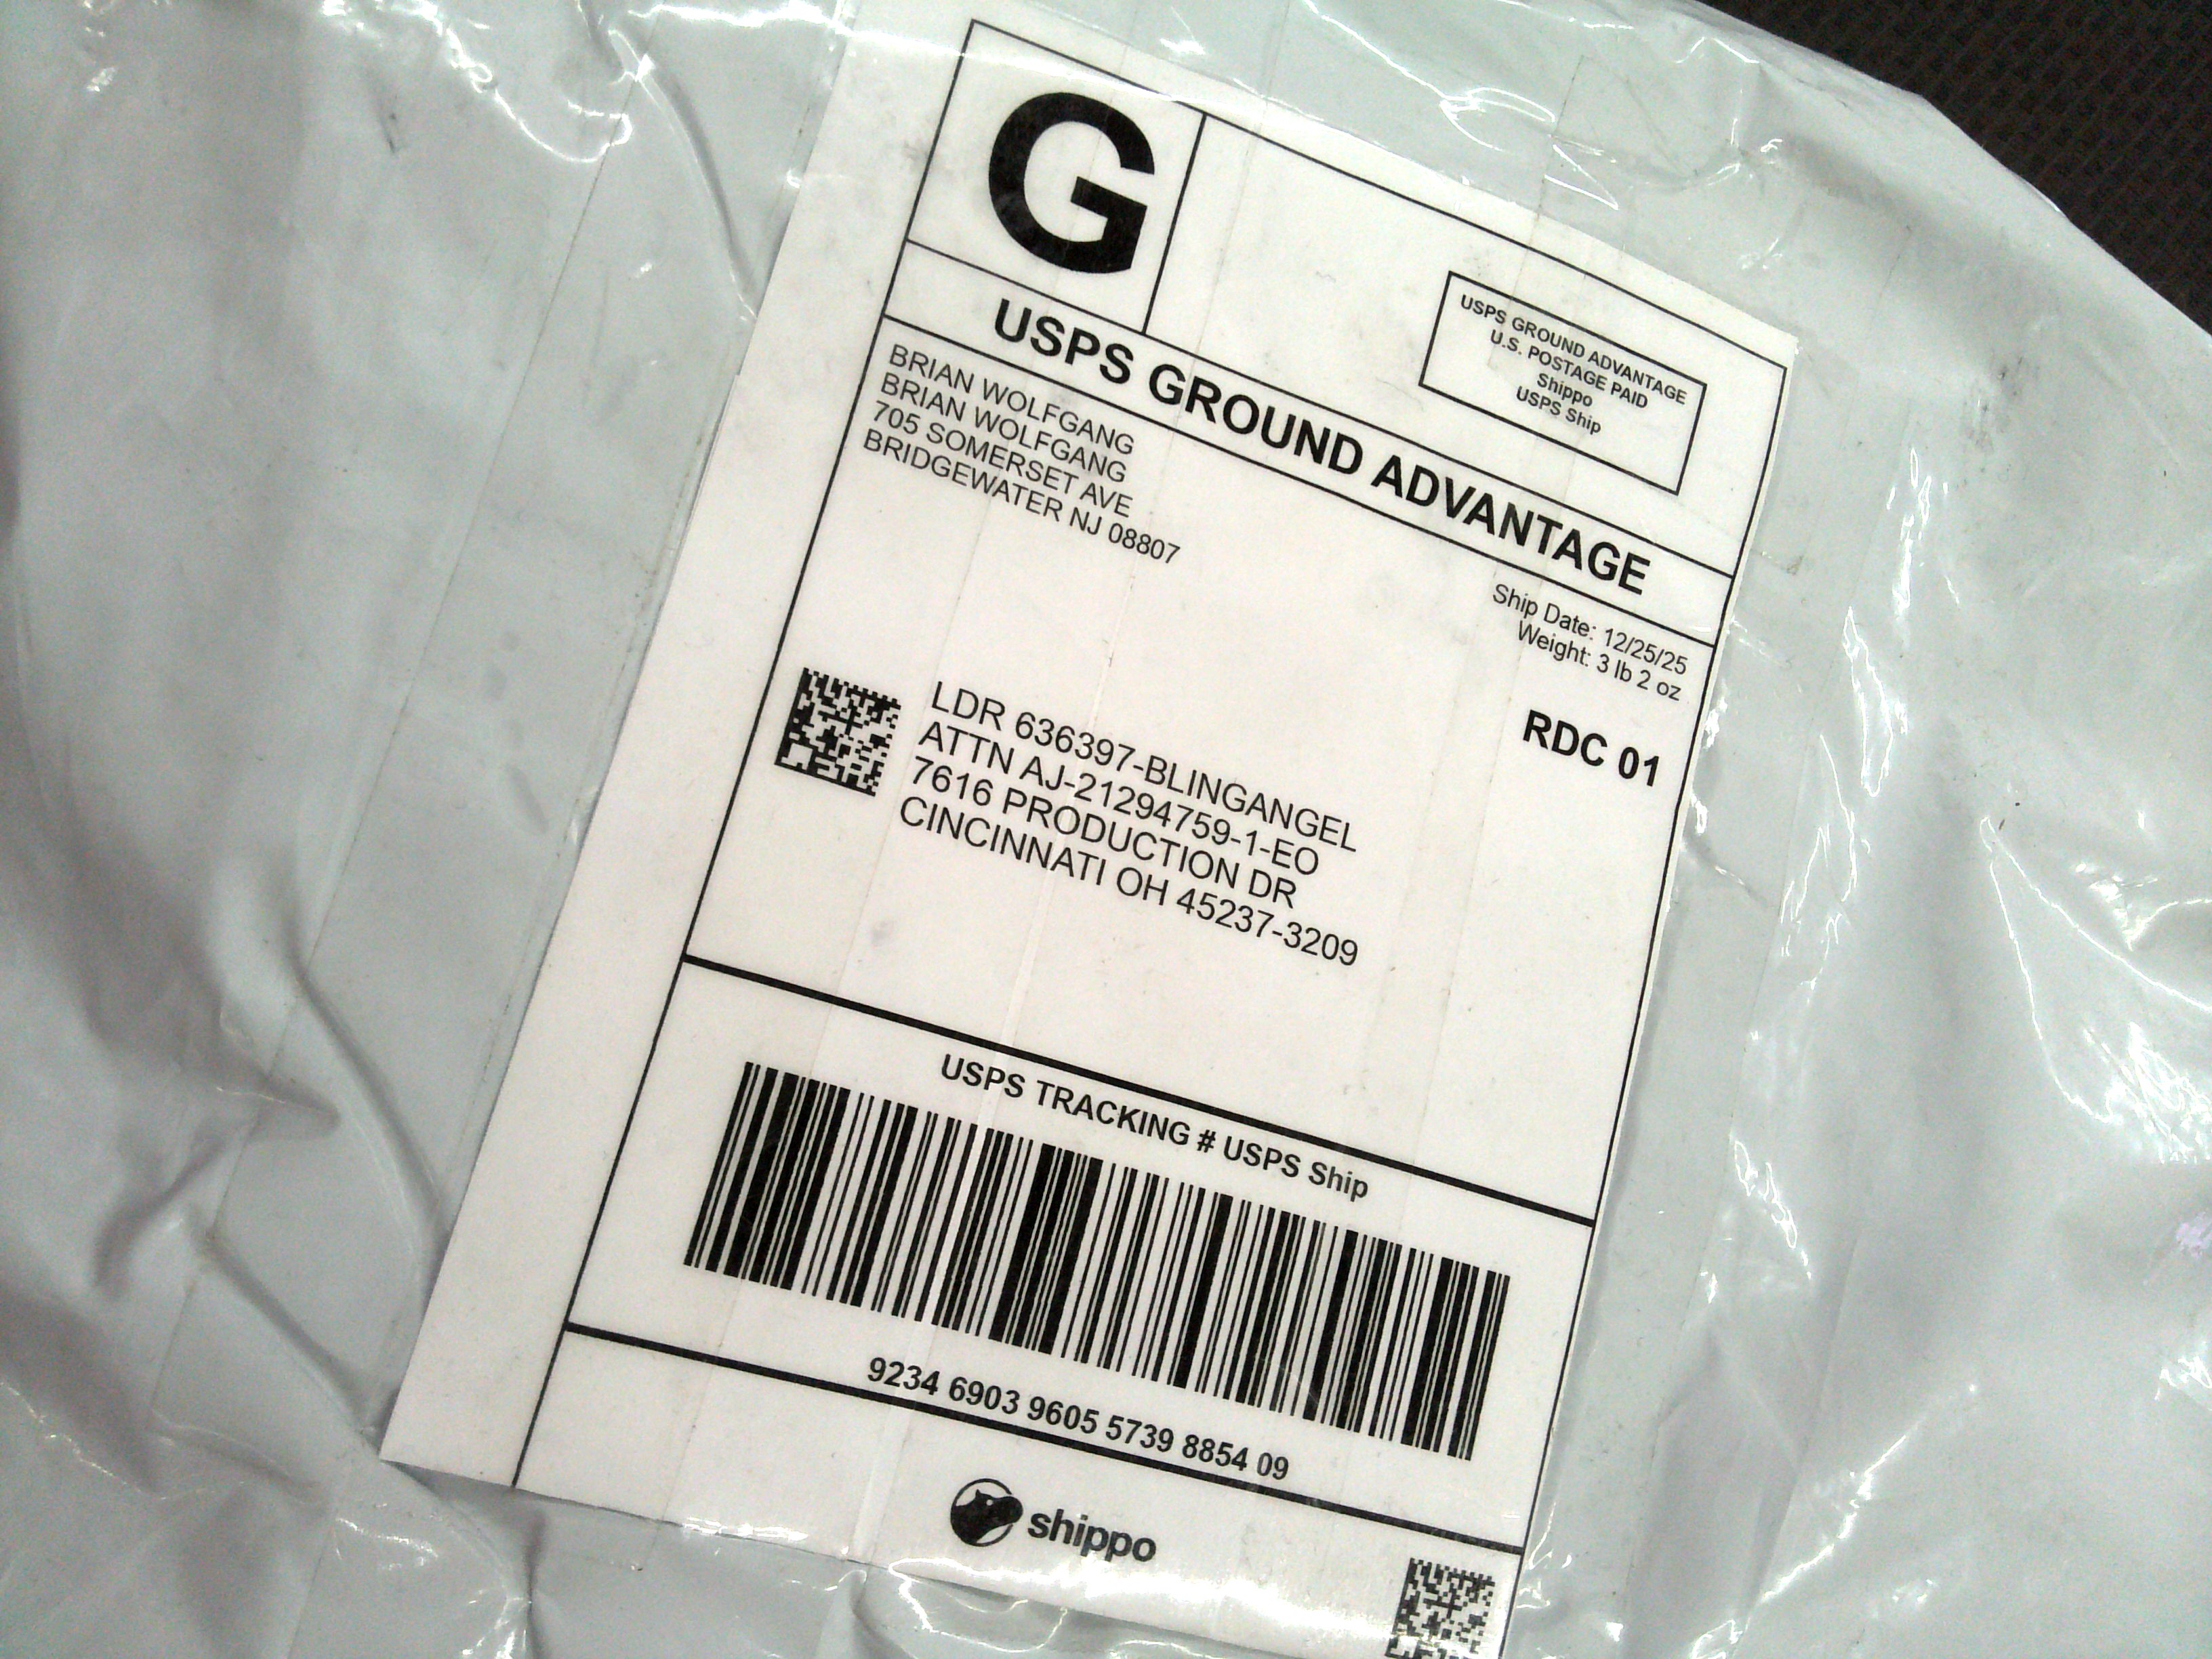 G
USPS GROUND ADVANTAGE
U.S. POSTAGE PAID
Shippo
USPS Ship
USPS GROUND ADVANTAGE
BRIAN WOLFGANG
BRIAN WOLFGANG
705 SOMERSET AVE
BRIDGEWATER NJ 08807
Ship Date: 12/25/25
Weight: 3 lb 2 oz
RDC 01
LDR 636397-BLINGANGEL
ATTN AJ-21294759-1-EO
7616 PRODUCTION DR
CINCINNATI OH 45237-3209
USPS TRACKING # USPS Ship
9234 6903 9605 5739 8854 09
shippo